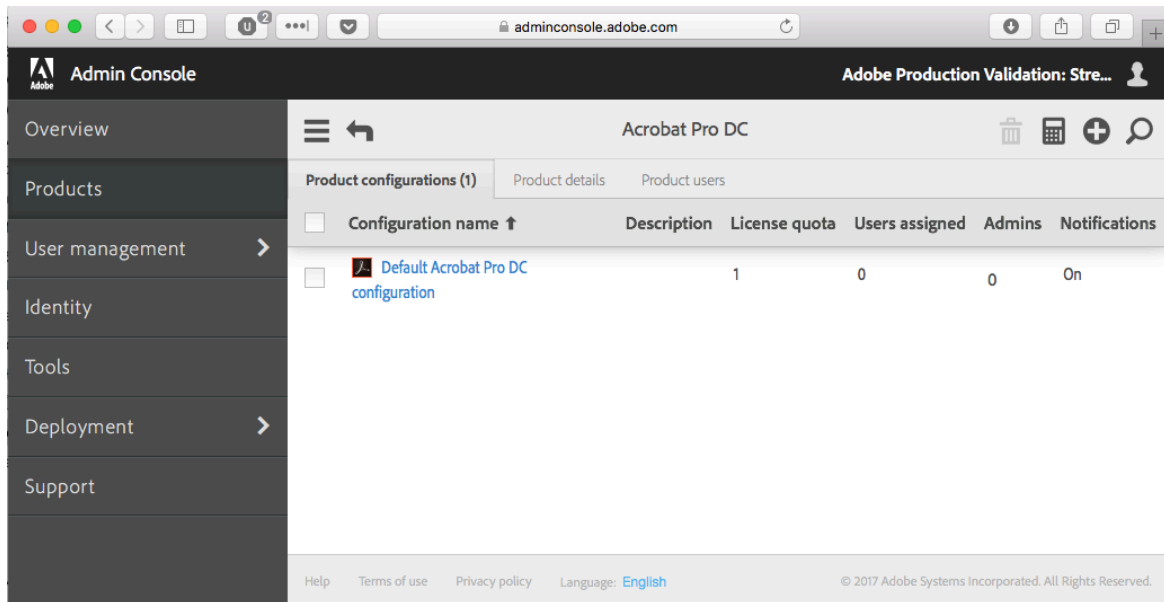 2
adminconsole.adobe.com
Adobe
Admin Console
Adobe Production Validation: Stre...
Overview
Products
User management
Identity
Tools
Deployment
Support
Acrobat Pro DC
Product configurations (1) Product details Product users
Configuration name Description License quota Users assigned Admins Notifications
Default Acrobat Pro DC
configuration
1 0 0 On
Help Terms of use Privacy policy Language: English © 2017 Adobe Systems Incorporated. All Rights Reserved.